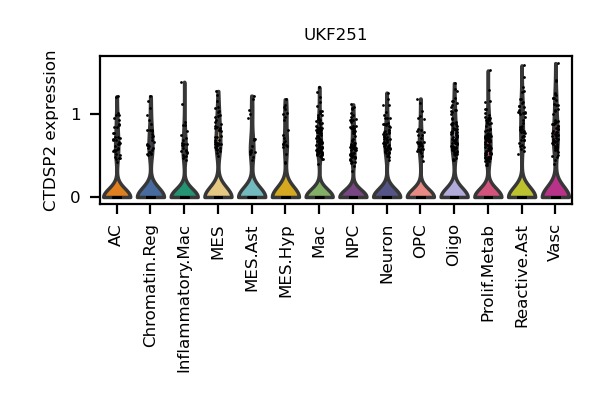 UKF251
CTDSP2 expression
1
0
AC
Chromatin.Reg
Inflammatory.Mac
MES
MES.Ast
MES.Hyp
Mac
NPC
Neuron
OPC
Oligo
Prolif.Metab
Reactive.Ast
Vasc